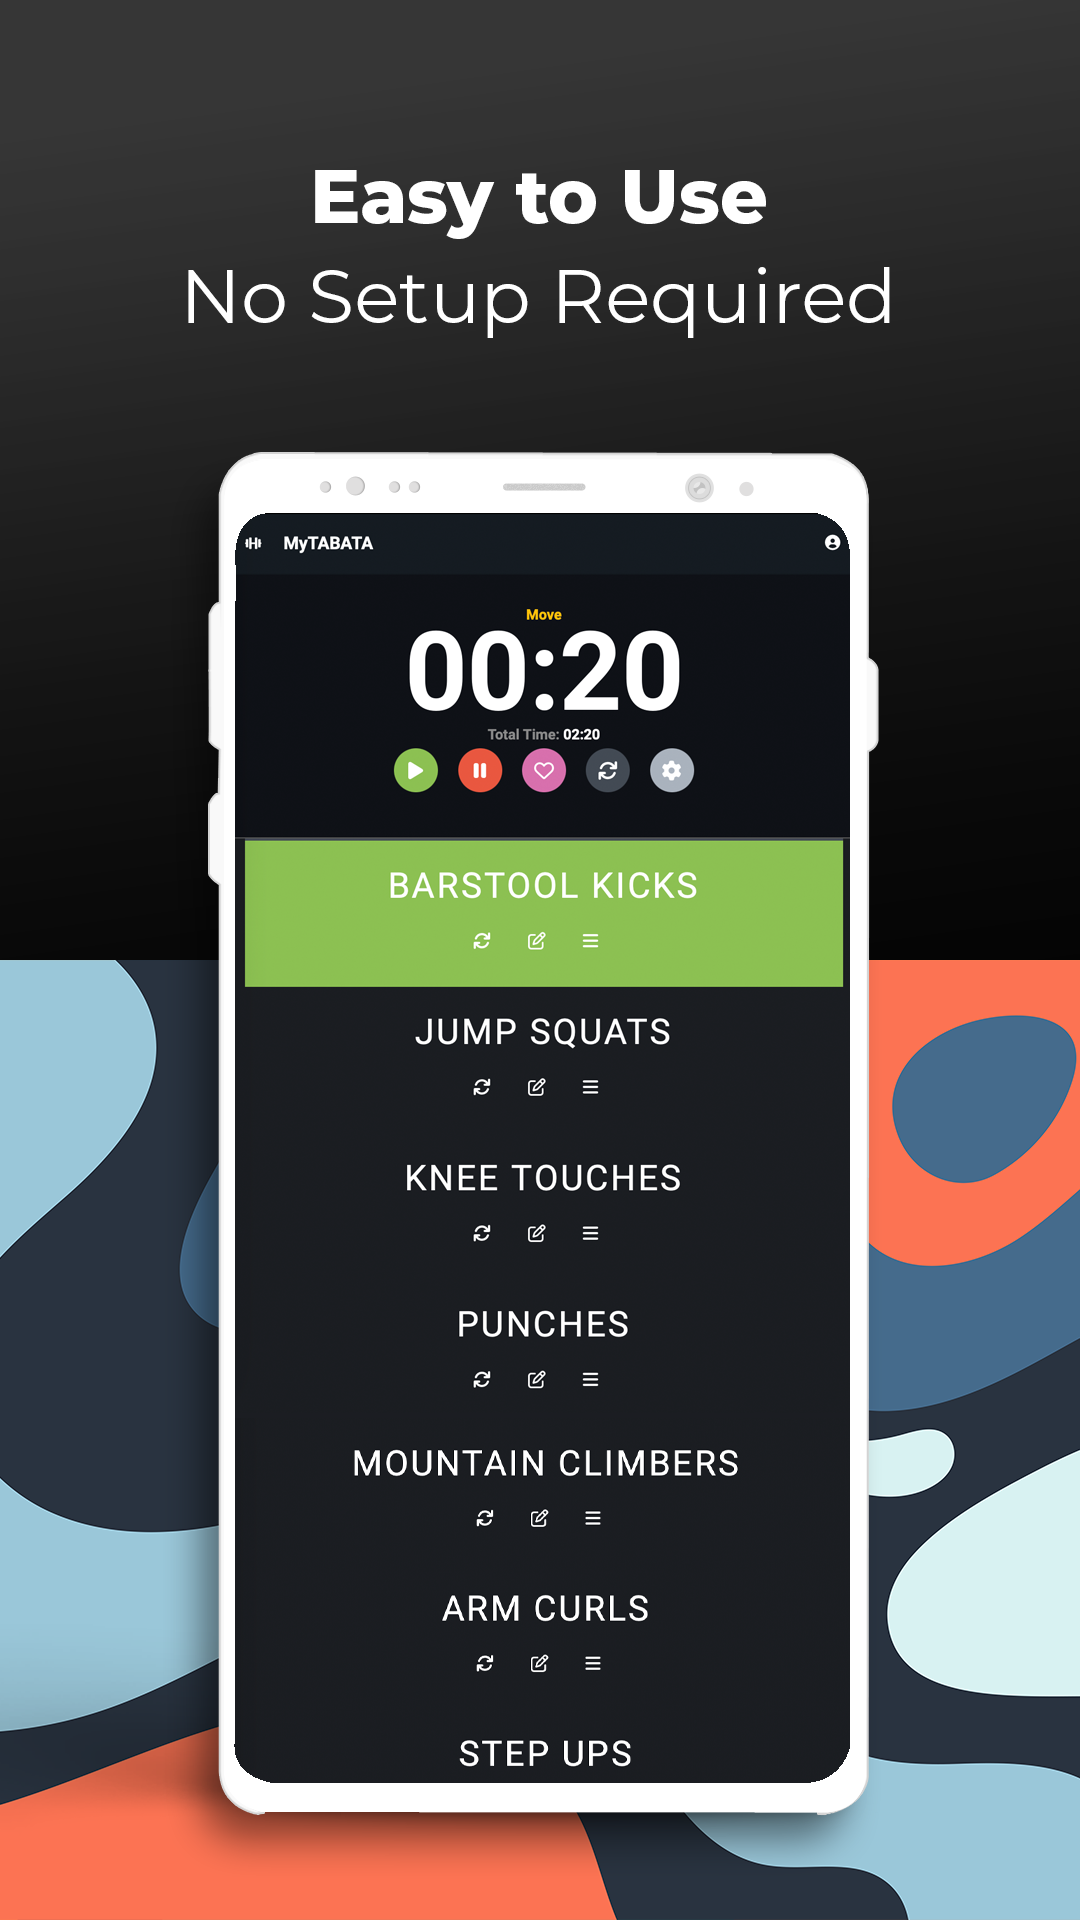 Easy to Use
No Setup Required
MyTABATA
Move
00:20
Total Time: 02:20
BARSTOOL KICKS
JUMP SQUATS
KNEE TOUCHES
PUNCHES
MOUNTAIN CLIMBERS
ARM CURLS
STEP UPS